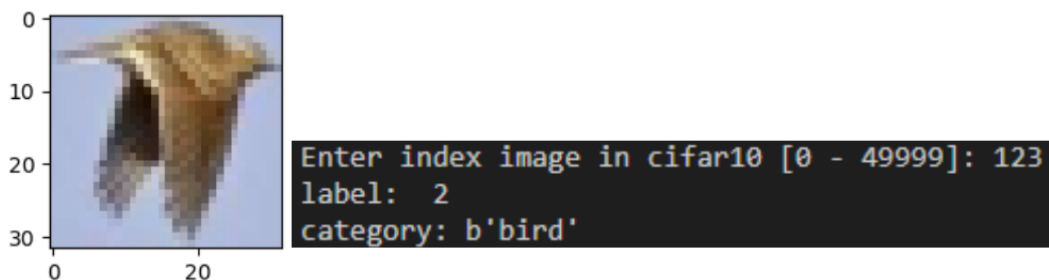 0
10
20
30
0 20
Enter index image in cifar10 [0 - 49999]: 123
label:  2
category: b'bird'